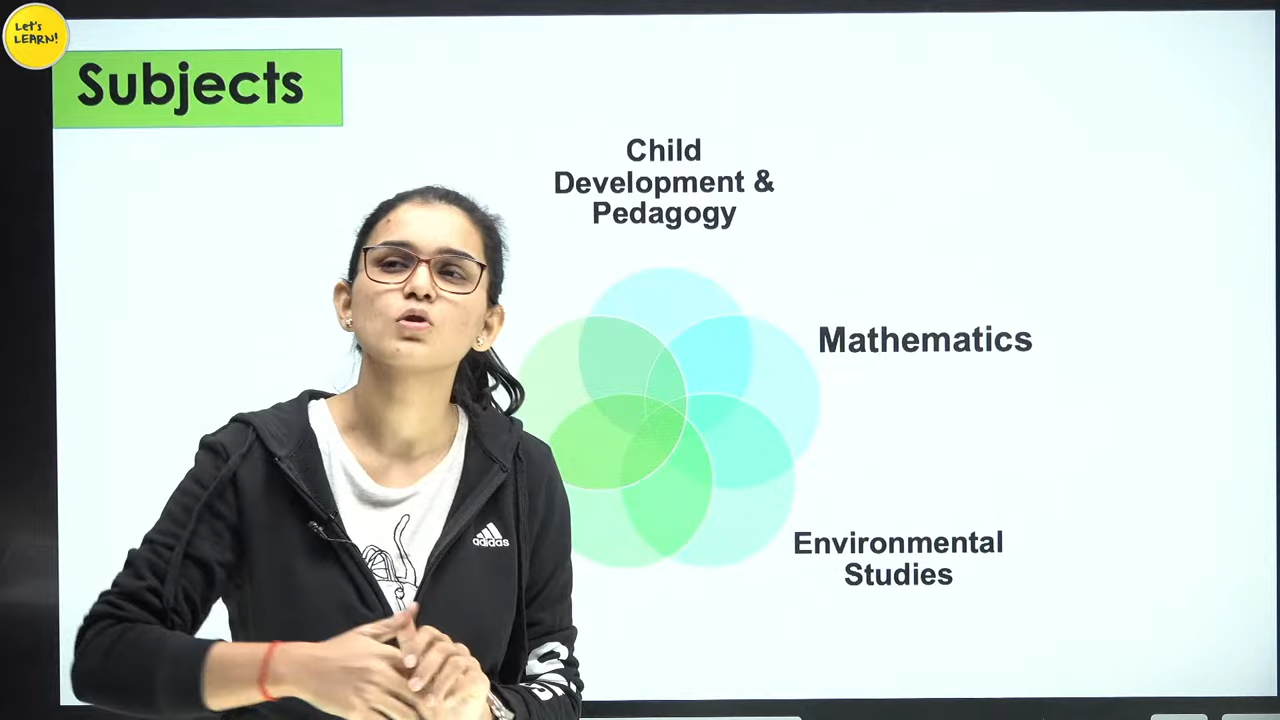 Let's
LEARN!
Subjects
Child
Development &
Pedagogy
Mathematics
Environmental
Studies
adidas